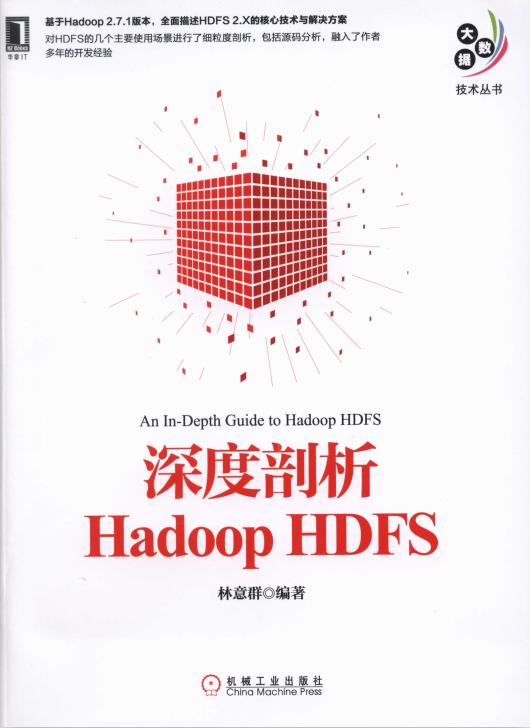 基于Hadoop 2.7.1版本，全面描述HDFS 2.X的核心技术与解决方案
对HDFS的几个主要使用场景进行了细粒度剖析，包括源码分析，融入了作者
多年的开发经验
华章IT
大数据
技术丛书
An In-Depth Guide to Hadoop HDFS
深度剖析
Hadoop HDFS
林意群◎编著
机械工业出版社
China Machine Press